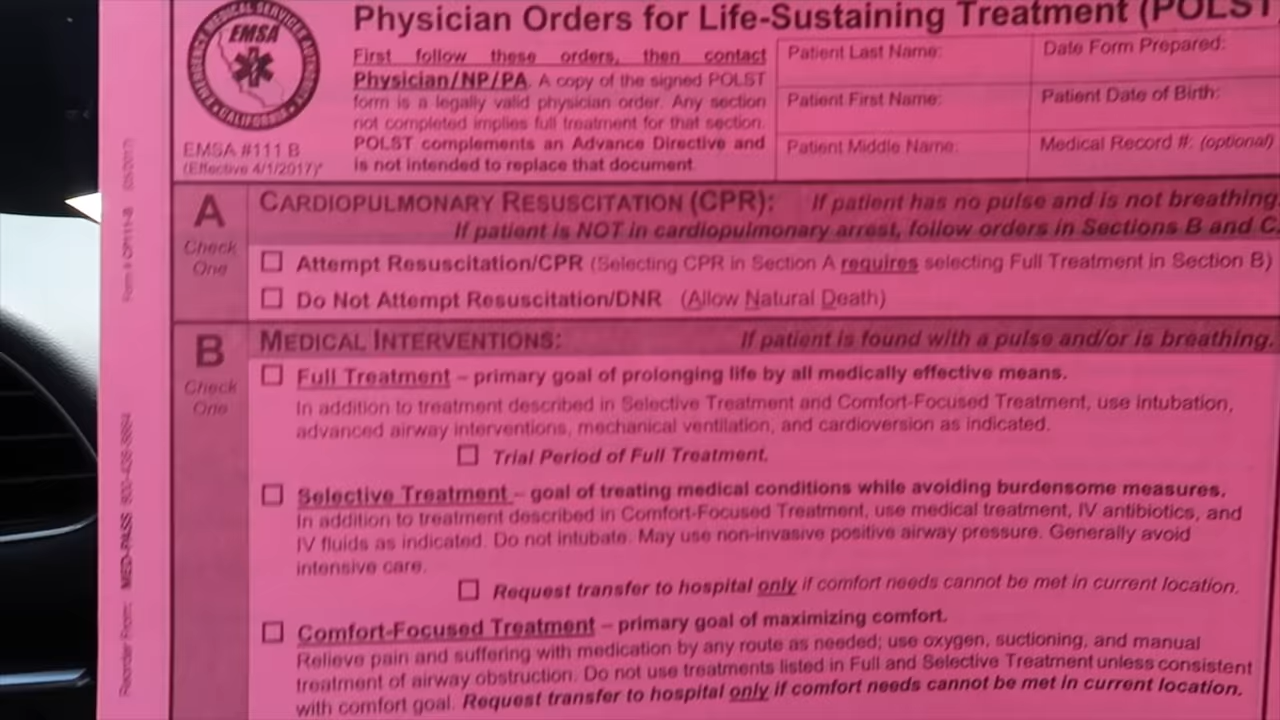 Physician Orders for Life-Sustaining Treatment (POLST
EMERGENCY MEDICAL SERVICES AUTHORITY
EMSA
CALIFORNIA
EMSA #111 B
(Effective 4/1/2017)*
First follow these orders, then contact
Physician/NP/PA. A copy of the signed POLST
form is a legally valid physician order. Any section
not completed implies full treatment for that section.
POLST complements an Advance Directive and
is not intended to replace that document.
Patient Last Name:
Date Form Prepared:
Patient First Name:
Patient Date of Birth:
Patient Middle Name:
Medical Record #: (optional)
A
Check
One
CARDIOPULMONARY RESUSCITATION (CPR): If patient has no pulse and is not breathing.
If patient is NOT in cardiopulmonary arrest, follow orders in Sections B and C.
☐ Attempt Resuscitation/CPR (Selecting CPR in Section A requires selecting Full Treatment in Section B)
☐ Do Not Attempt Resuscitation/DNR (Allow Natural Death)
B
Check
One
MEDICAL INTERVENTIONS: If patient is found with a pulse and/or is breathing.
☐ Full Treatment – primary goal of prolonging life by all medically effective means.
In addition to treatment described in Selective Treatment and Comfort-Focused Treatment, use intubation,
advanced airway interventions, mechanical ventilation, and cardioversion as indicated.
☐ Trial Period of Full Treatment.
☐ Selective Treatment – goal of treating medical conditions while avoiding burdensome measures.
In addition to treatment described in Comfort-Focused Treatment, use medical treatment, IV antibiotics, and
IV fluids as indicated. Do not intubate. May use non-invasive positive airway pressure. Generally avoid
intensive care.
☐ Request transfer to hospital only if comfort needs cannot be met in current location.
☐ Comfort-Focused Treatment – primary goal of maximizing comfort.
Relieve pain and suffering with medication by any route as needed; use oxygen, suctioning, and manual
treatment of airway obstruction. Do not use treatments listed in Full and Selective Treatment unless consistent
with comfort goal. Request transfer to hospital only if comfort needs cannot be met in current location.
Reorder From: MED-PASS
Form #